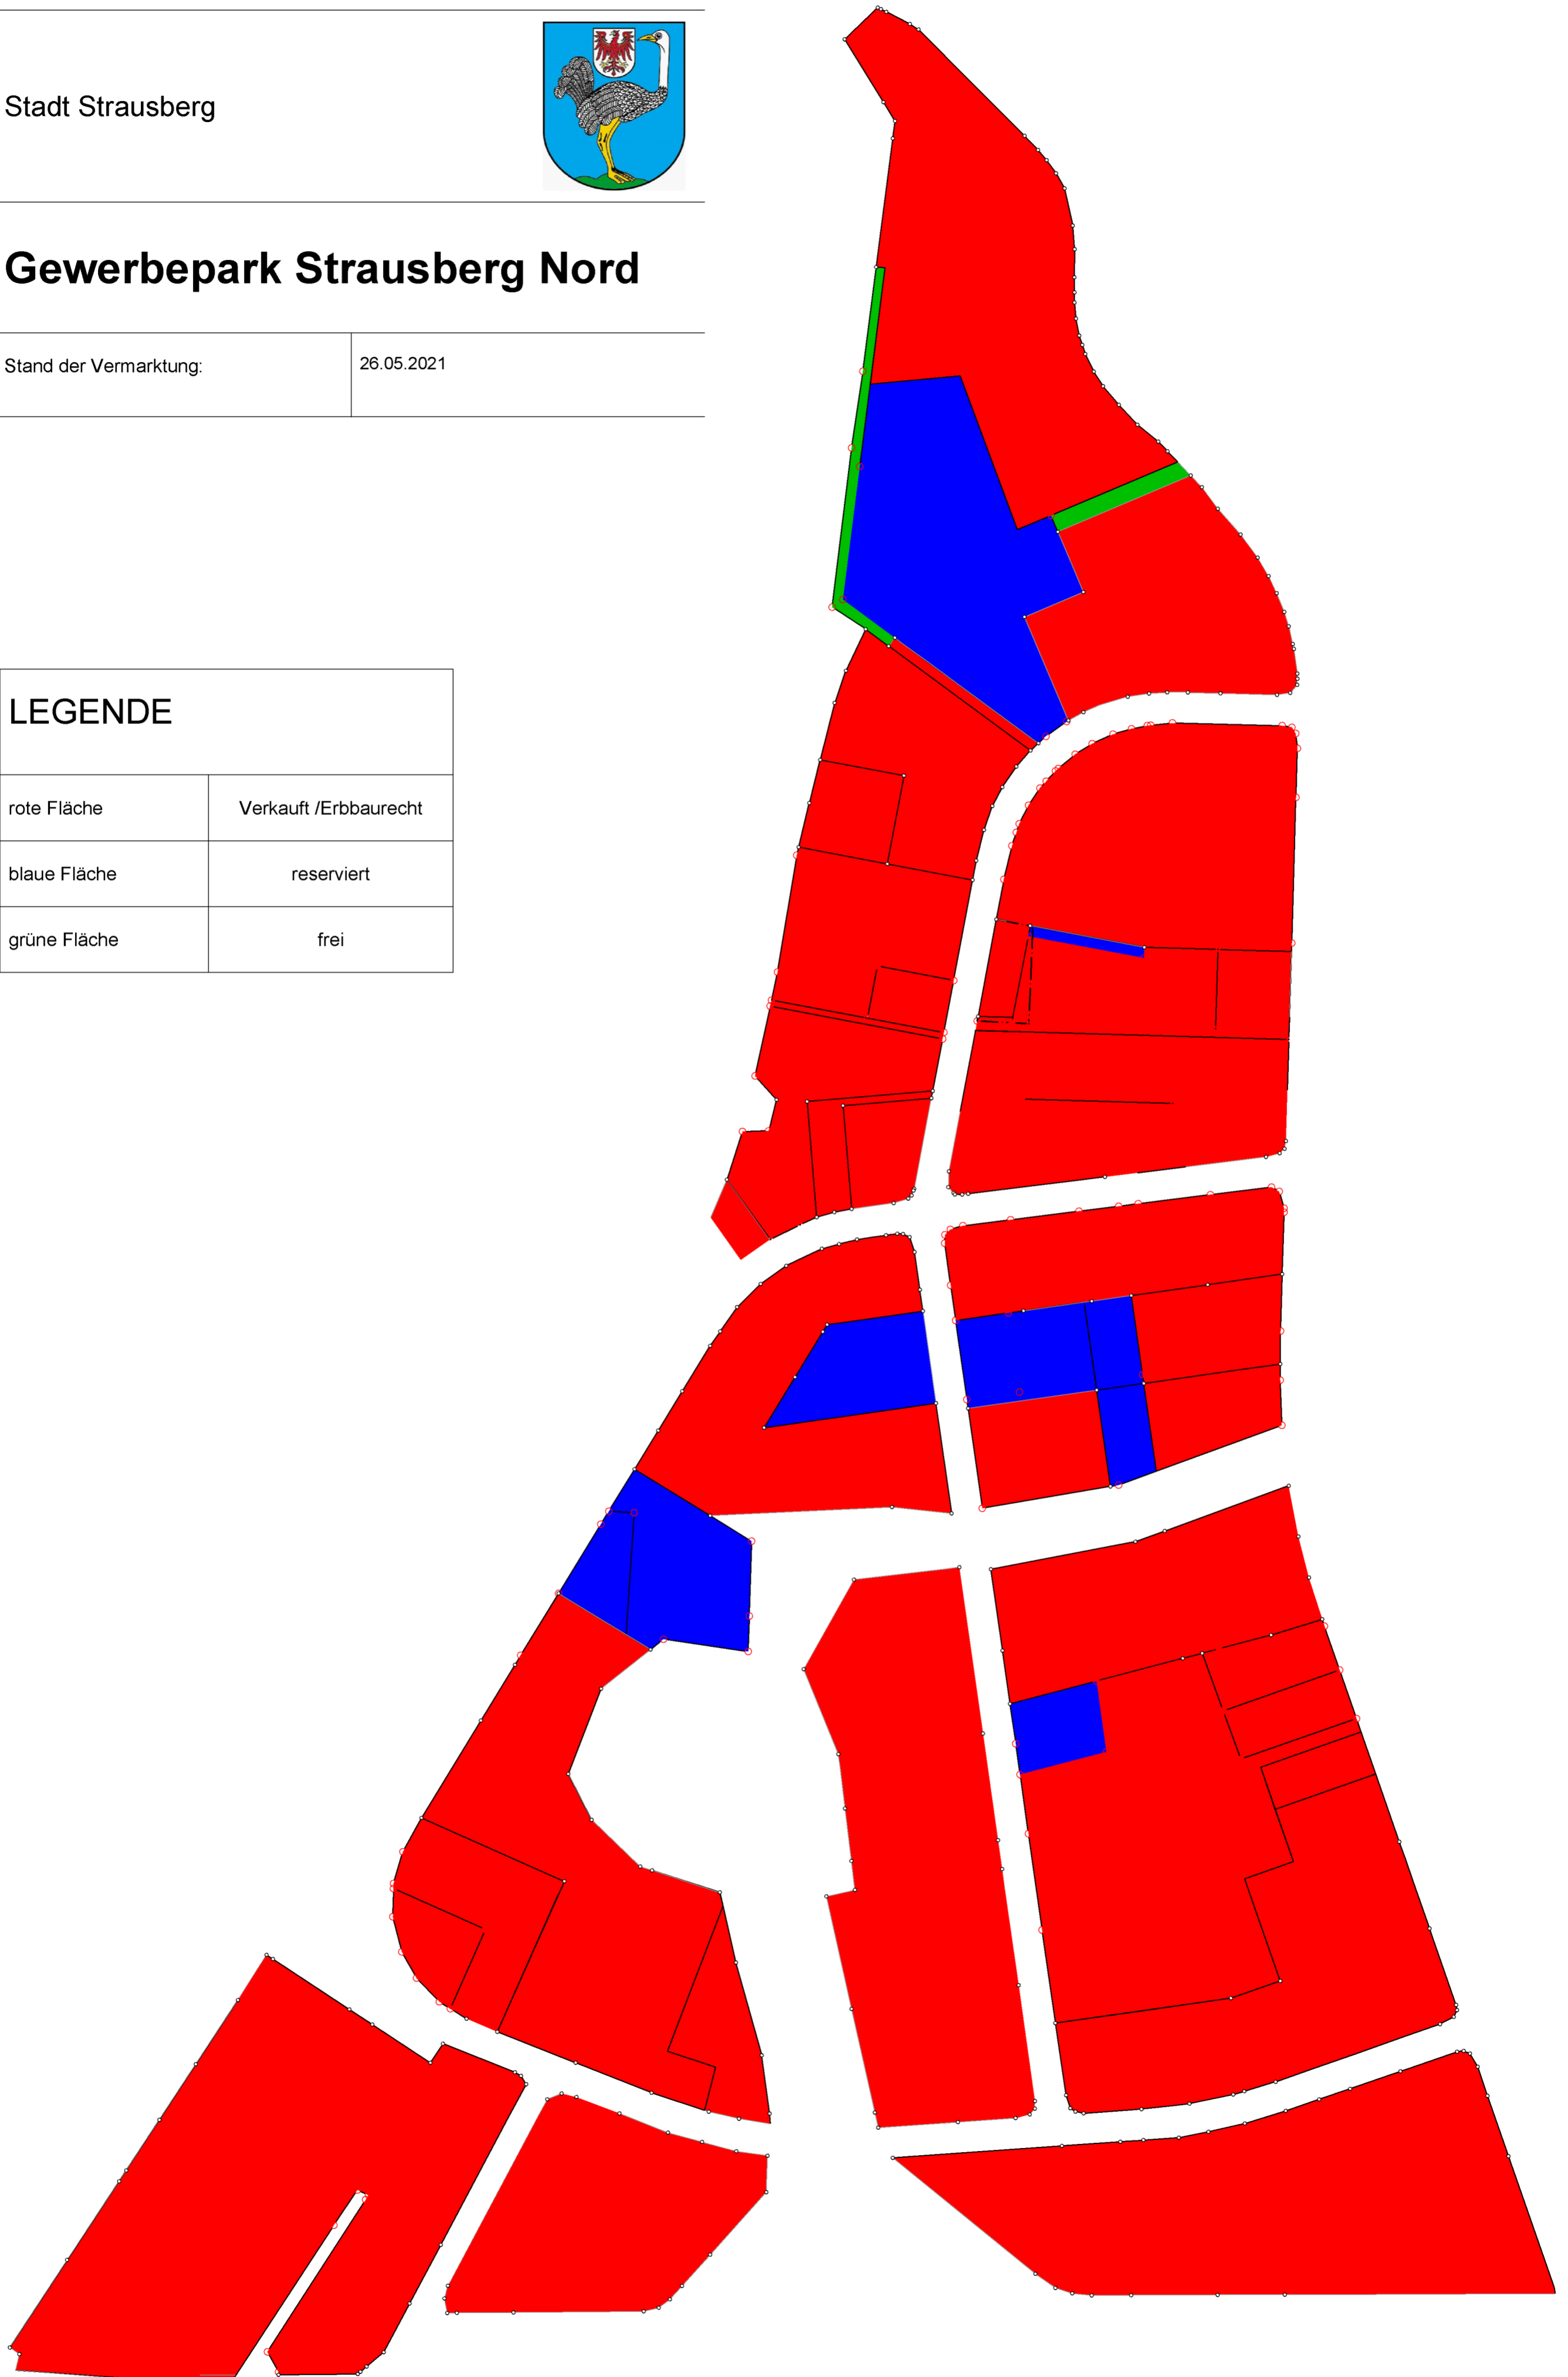 Stadt Strausberg
Gewerbepark Strausberg Nord
Stand der Vermarktung: 26.05.2021
LEGENDE
rote Fläche Verkauft /Erbbaurecht
blaue Fläche reserviert
grüne Fläche frei